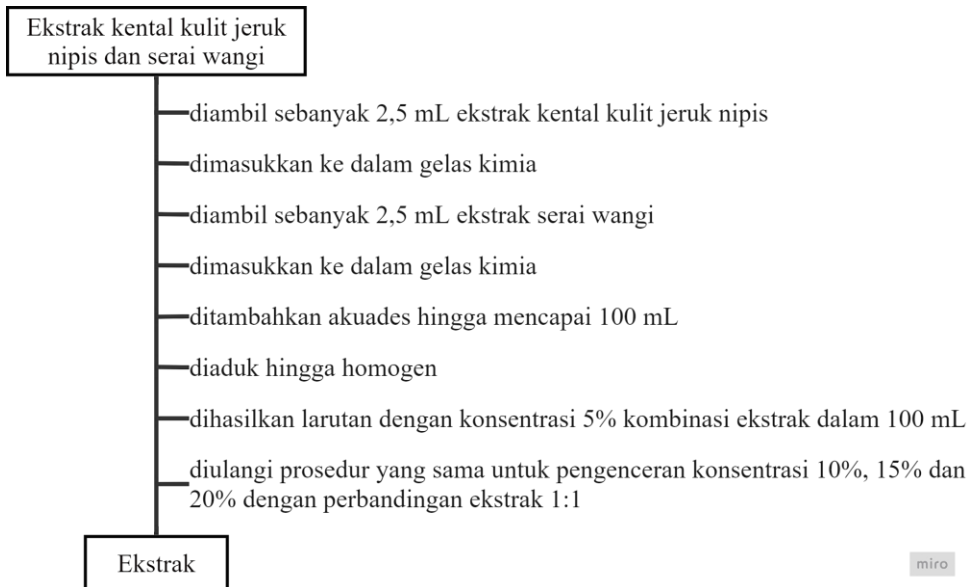 Ekstrak kental kulit jeruk
nipis dan serai wangi
diambil sebanyak 2,5 mL ekstrak kental kulit jeruk nipis
dimasukkan ke dalam gelas kimia
diambil sebanyak 2,5 mL ekstrak serai wangi
dimasukkan ke dalam gelas kimia
ditambahkan akuades hingga mencapai 100 mL
diaduk hingga homogen
dihasilkan larutan dengan konsentrasi 5% kombinasi ekstrak dalam 100 mL
diulangi prosedur yang sama untuk pengenceran konsentrasi 10%, 15% dan
20% dengan perbandingan ekstrak 1:1
Ekstrak
miro